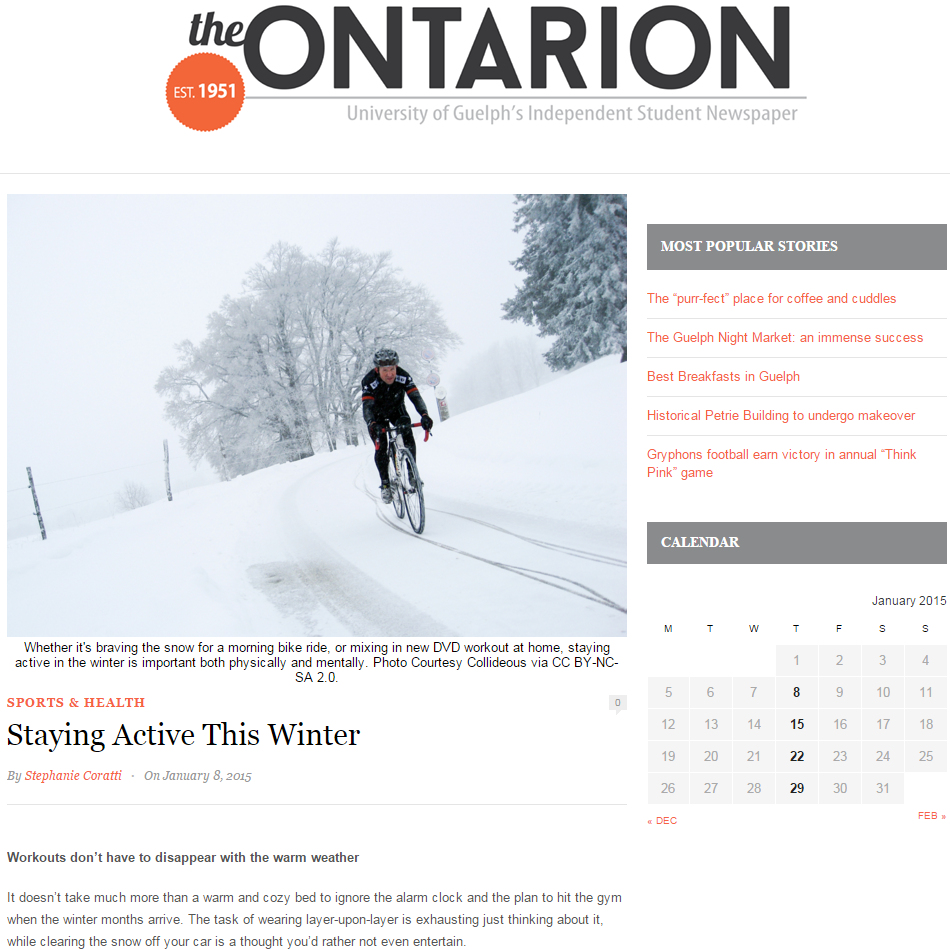 the ONTARION
EST. 1951
University of Guelph's Independent Student Newspaper
Whether it's braving the snow for a morning bike ride, or mixing in new DVD workout at home, staying
active in the winter is important both physically and mentally. Photo Courtesy Collideous via CC BY-NC-
SA 2.0.
SPORTS & HEALTH
0
Staying Active This Winter
By Stephanie Coratti · On January 8, 2015
Workouts don’t have to disappear with the warm weather
It doesn’t take much more than a warm and cozy bed to ignore the alarm clock and the plan to hit the gym
when the winter months arrive. The task of wearing layer-upon-layer is exhausting just thinking about it,
while clearing the snow off your car is a thought you’d rather not even entertain.
MOST POPULAR STORIES
The “purr-fect” place for coffee and cuddles
The Guelph Night Market: an immense success
Best Breakfasts in Guelph
Historical Petrie Building to undergo makeover
Gryphons football earn victory in annual “Think
Pink” game
CALENDAR
January 2015
M T W T F S S
1 2 3 4
5 6 7 8 9 10 11
12 13 14 15 16 17 18
19 20 21 22 23 24 25
26 27 28 29 30 31
« DEC FEB »